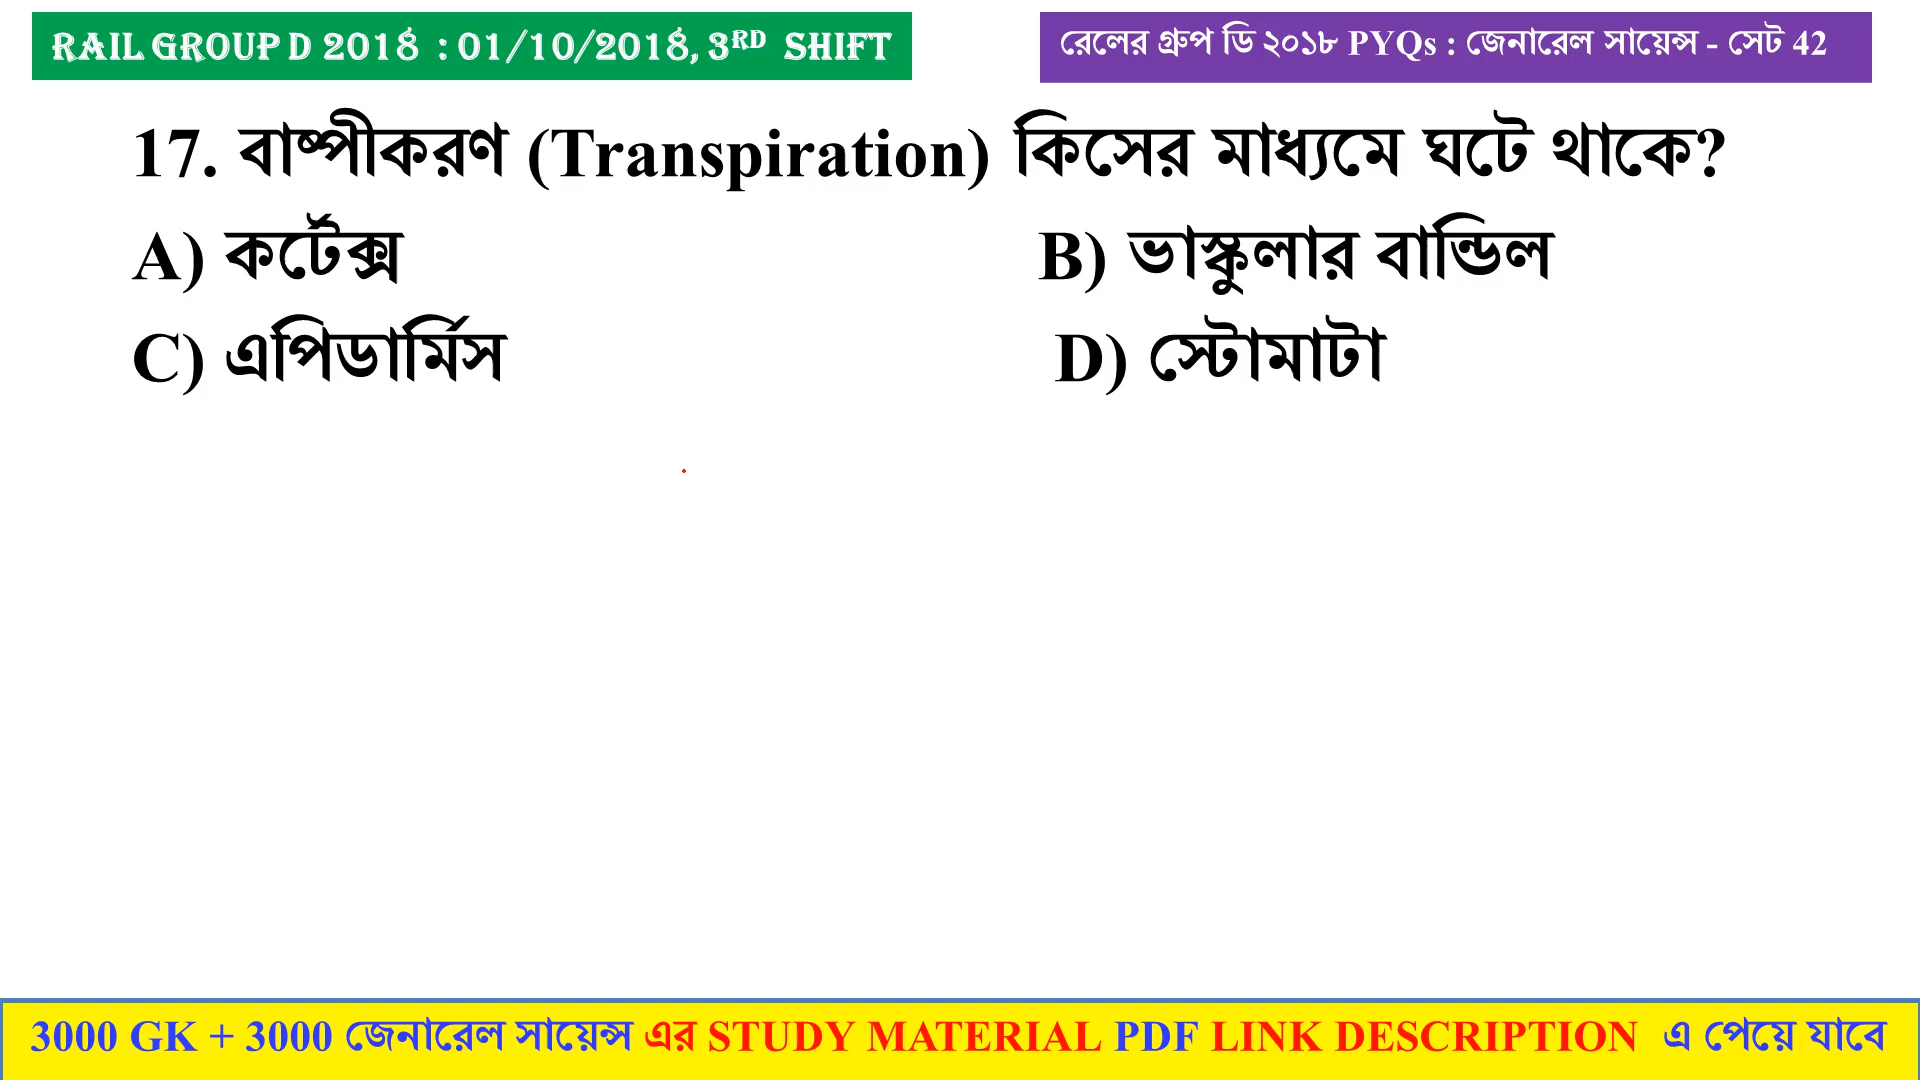 RAIL GROUP D 2018 : 01/10/2018, 3RD SHIFT
রেলের গ্রুপ ডি ২০১৮ PYQs : জেনারেল সায়েন্স - সেট 42
17. বাষ্পীকরণ (Transpiration) কিসের মাধ্যমে ঘটে থাকে?
A) কর্টেক্স B) ভাস্কুলার বান্ডিল
C) এপিডার্মিস D) স্টোমাটা
3000 GK + 3000 জেনারেল সায়েন্স এর STUDY MATERIAL PDF LINK DESCRIPTION এ পেয়ে যাবে